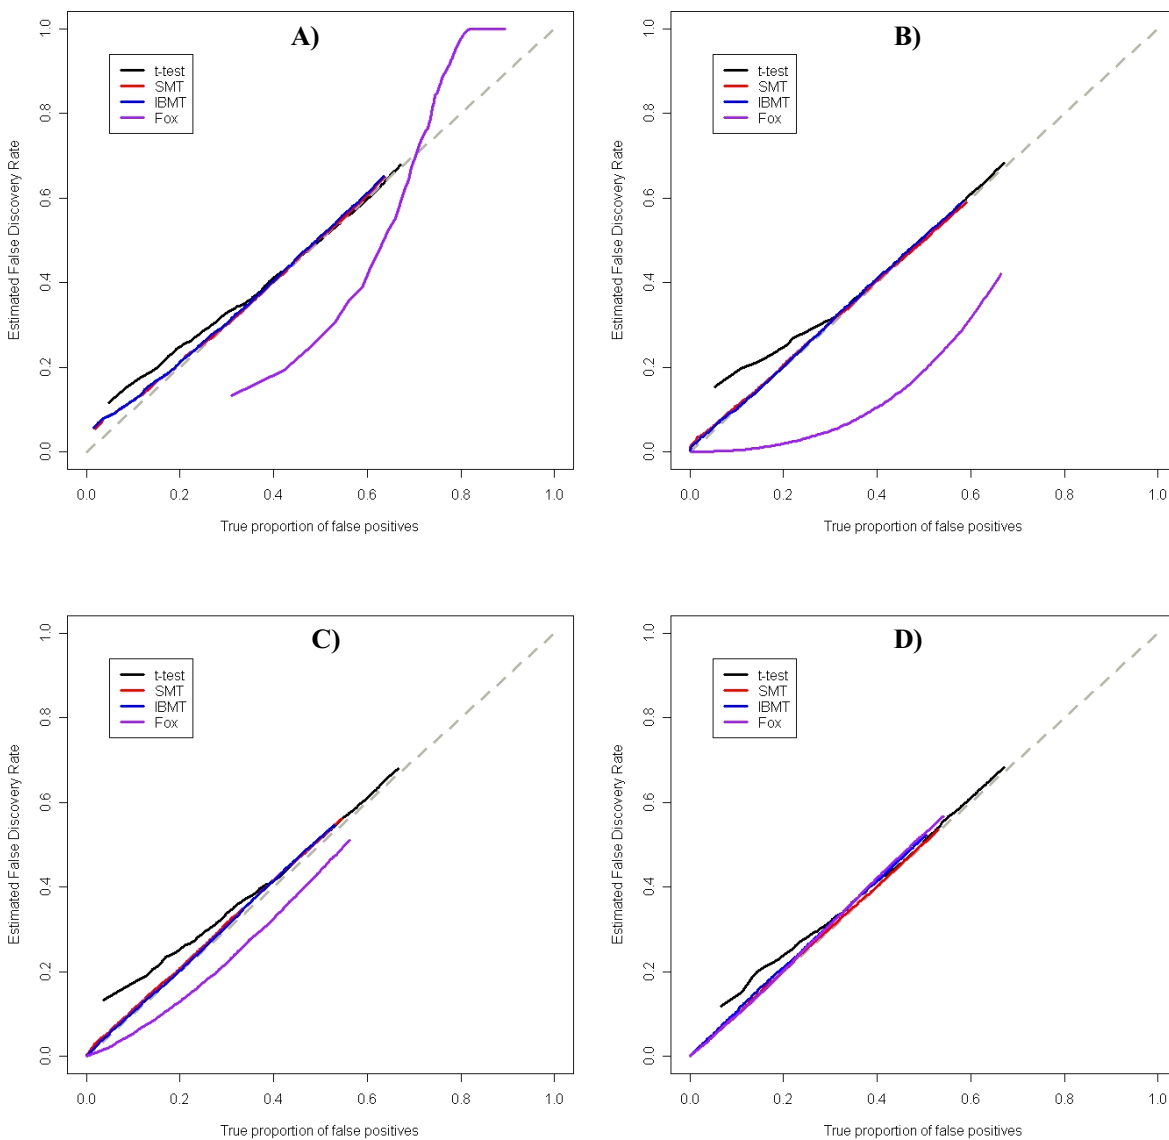 A)
t-test
SMT
IBMT
Fox
Estimated False Discovery Rate
0.0 0.2 0.4 0.6 0.8 1.0
0.0 0.2 0.4 0.6 0.8 1.0
True proportion of false positives
B)
t-test
SMT
IBMT
Fox
Estimated False Discovery Rate
0.0 0.2 0.4 0.6 0.8 1.0
0.0 0.2 0.4 0.6 0.8 1.0
True proportion of false positives
C)
t-test
SMT
IBMT
Fox
Estimated False Discovery Rate
0.0 0.2 0.4 0.6 0.8 1.0
0.0 0.2 0.4 0.6 0.8 1.0
True proportion of false positives
D)
t-test
SMT
IBMT
Fox
Estimated False Discovery Rate
0.0 0.2 0.4 0.6 0.8 1.0
0.0 0.2 0.4 0.6 0.8 1.0
True proportion of false positives